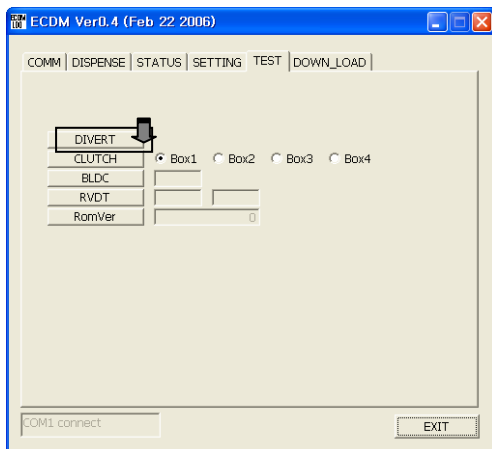 ECDM Ver0.4 (Feb 22 2006)
COMM DISPENSE STATUS SETTING TEST DOWN_LOAD
DIVERT
CLUTCH Box1 Box2 Box3 Box4
BLDC
RVDT
RomVer 0
COM1 connect EXIT